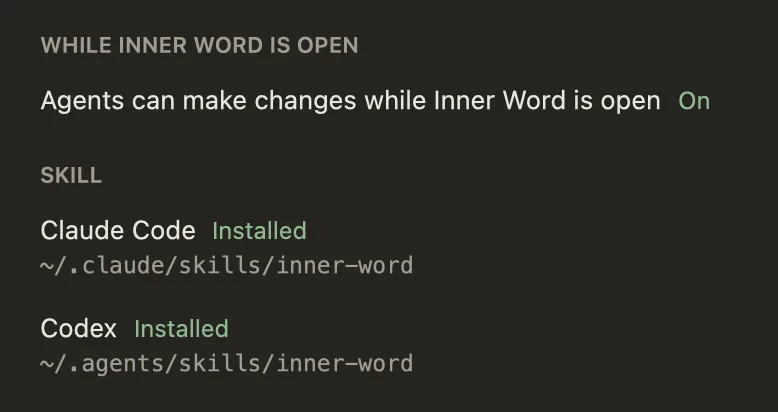 WHILE INNER WORD IS OPEN
Agents can make changes while Inner Word is open On
SKILL
Claude Code Installed
~/.claude/skills/inner-word
Codex Installed
~/.agents/skills/inner-word